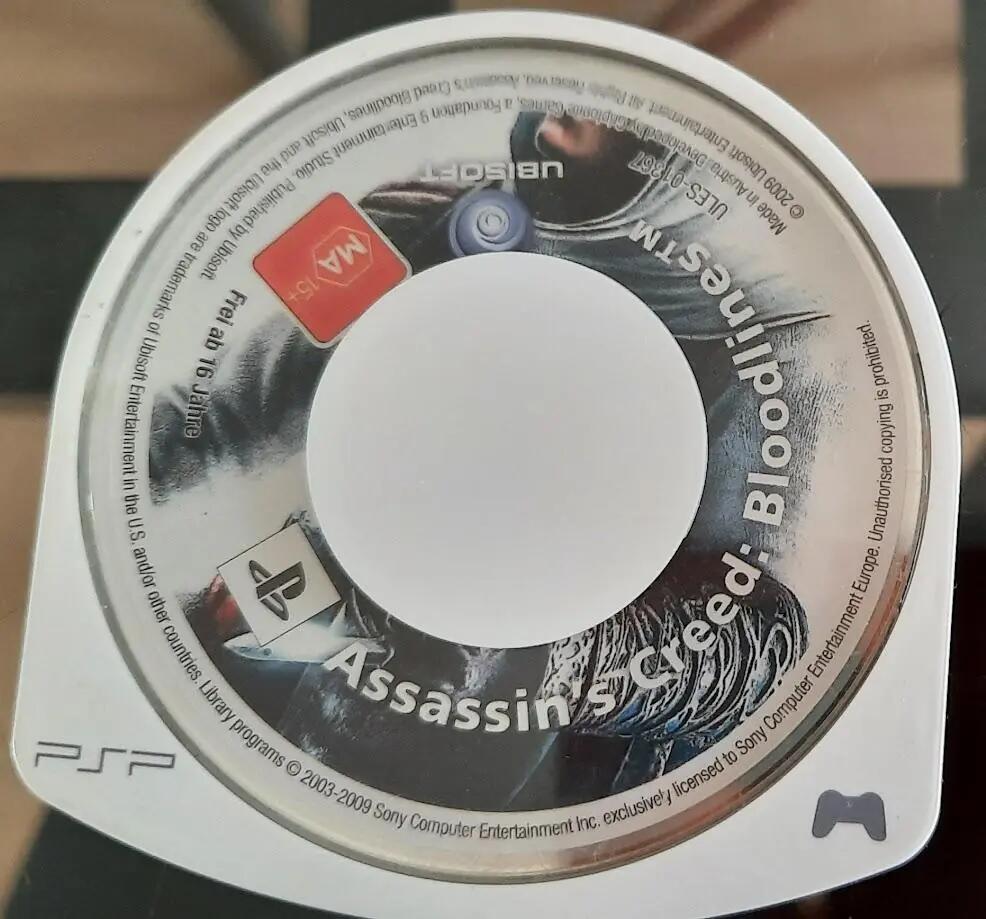 Assassin's Creed: Bloodlines™
ULES-01367
Made in Austria. Developed by Griptonite Games, a Foundation 9 Entertainment Studio. Published by Ubisoft.
© 2009 Ubisoft Entertainment. All Rights Reserved. Assassin's Creed Bloodlines, Ubisoft and the Ubisoft logo are trademarks of Ubisoft Entertainment in the U.S. and/or other countries. Library programs © 2003-2009 Sony Computer Entertainment Inc. exclusively licensed to Sony Computer Entertainment Europe. Unauthorised copying is prohibited.
UBISOFT
MA
15+
Frei ab 16 Jahre
PSP